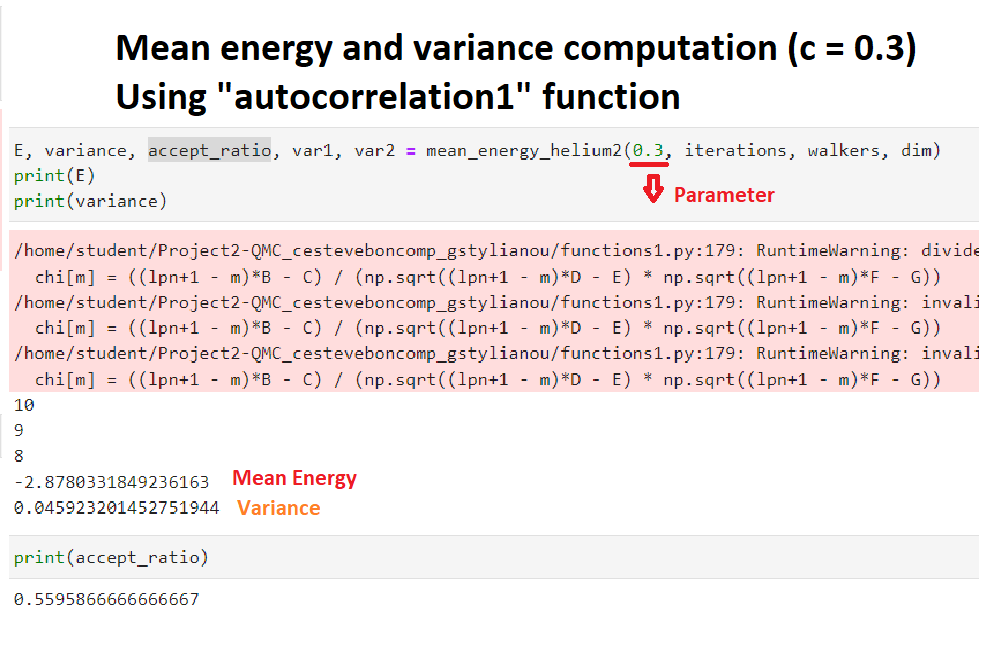 Mean energy and variance computation (c = 0.3)
Using "autocorrelation1" function
E, variance, accept_ratio, var1, var2 = mean_energy_helium2(0.3, iterations, walkers, dim)
print(E)
print(variance)
Parameter
/home/student/Project2-QMC_cesteveboncomp_gstylianou/functions1.py:179: RuntimeWarning: divide
chi[m] = ((lpn+1 - m)*B - C) / (np.sqrt((lpn+1 - m)*D - E) * np.sqrt((lpn+1 - m)*F - G))
/home/student/Project2-QMC_cesteveboncomp_gstylianou/functions1.py:179: RuntimeWarning: invali
chi[m] = ((lpn+1 - m)*B - C) / (np.sqrt((lpn+1 - m)*D - E) * np.sqrt((lpn+1 - m)*F - G))
/home/student/Project2-QMC_cesteveboncomp_gstylianou/functions1.py:179: RuntimeWarning: invali
chi[m] = ((lpn+1 - m)*B - C) / (np.sqrt((lpn+1 - m)*D - E) * np.sqrt((lpn+1 - m)*F - G))
10
9
8
-2.8780331849236163 Mean Energy
0.045923201452751944 Variance
print(accept_ratio)
0.5595866666666667